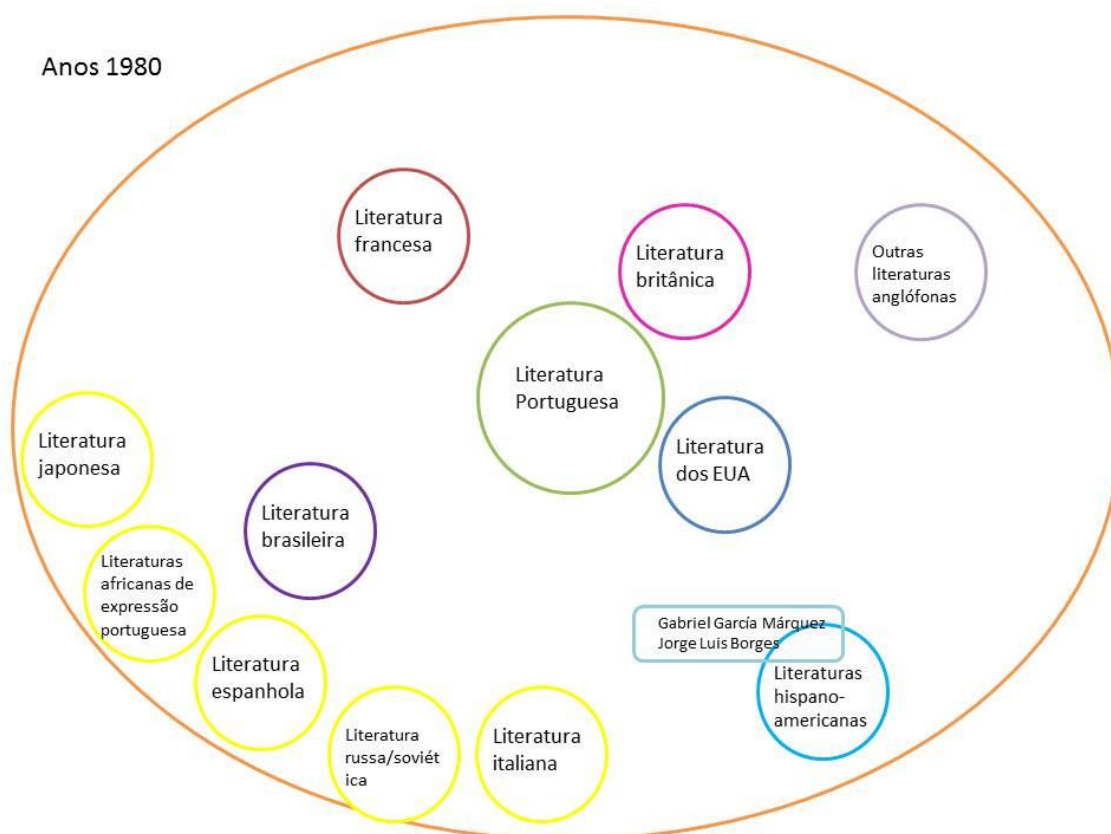 Anos 1980
Literatura
francesa
Literatura
britânica
Outras
literaturas
anglófonas
Literatura
Portuguesa
Literatura
japonesa
Literatura
dos EUA
Literatura
brasileira
Literaturas
africanas de
expressão
portuguesa
Gabriel García Márquez
Jorge Luis Borges
Literatura
espanhola
Literaturas
hispano-
americanas
Literatura
russa/soviét
ica
Literatura
italiana